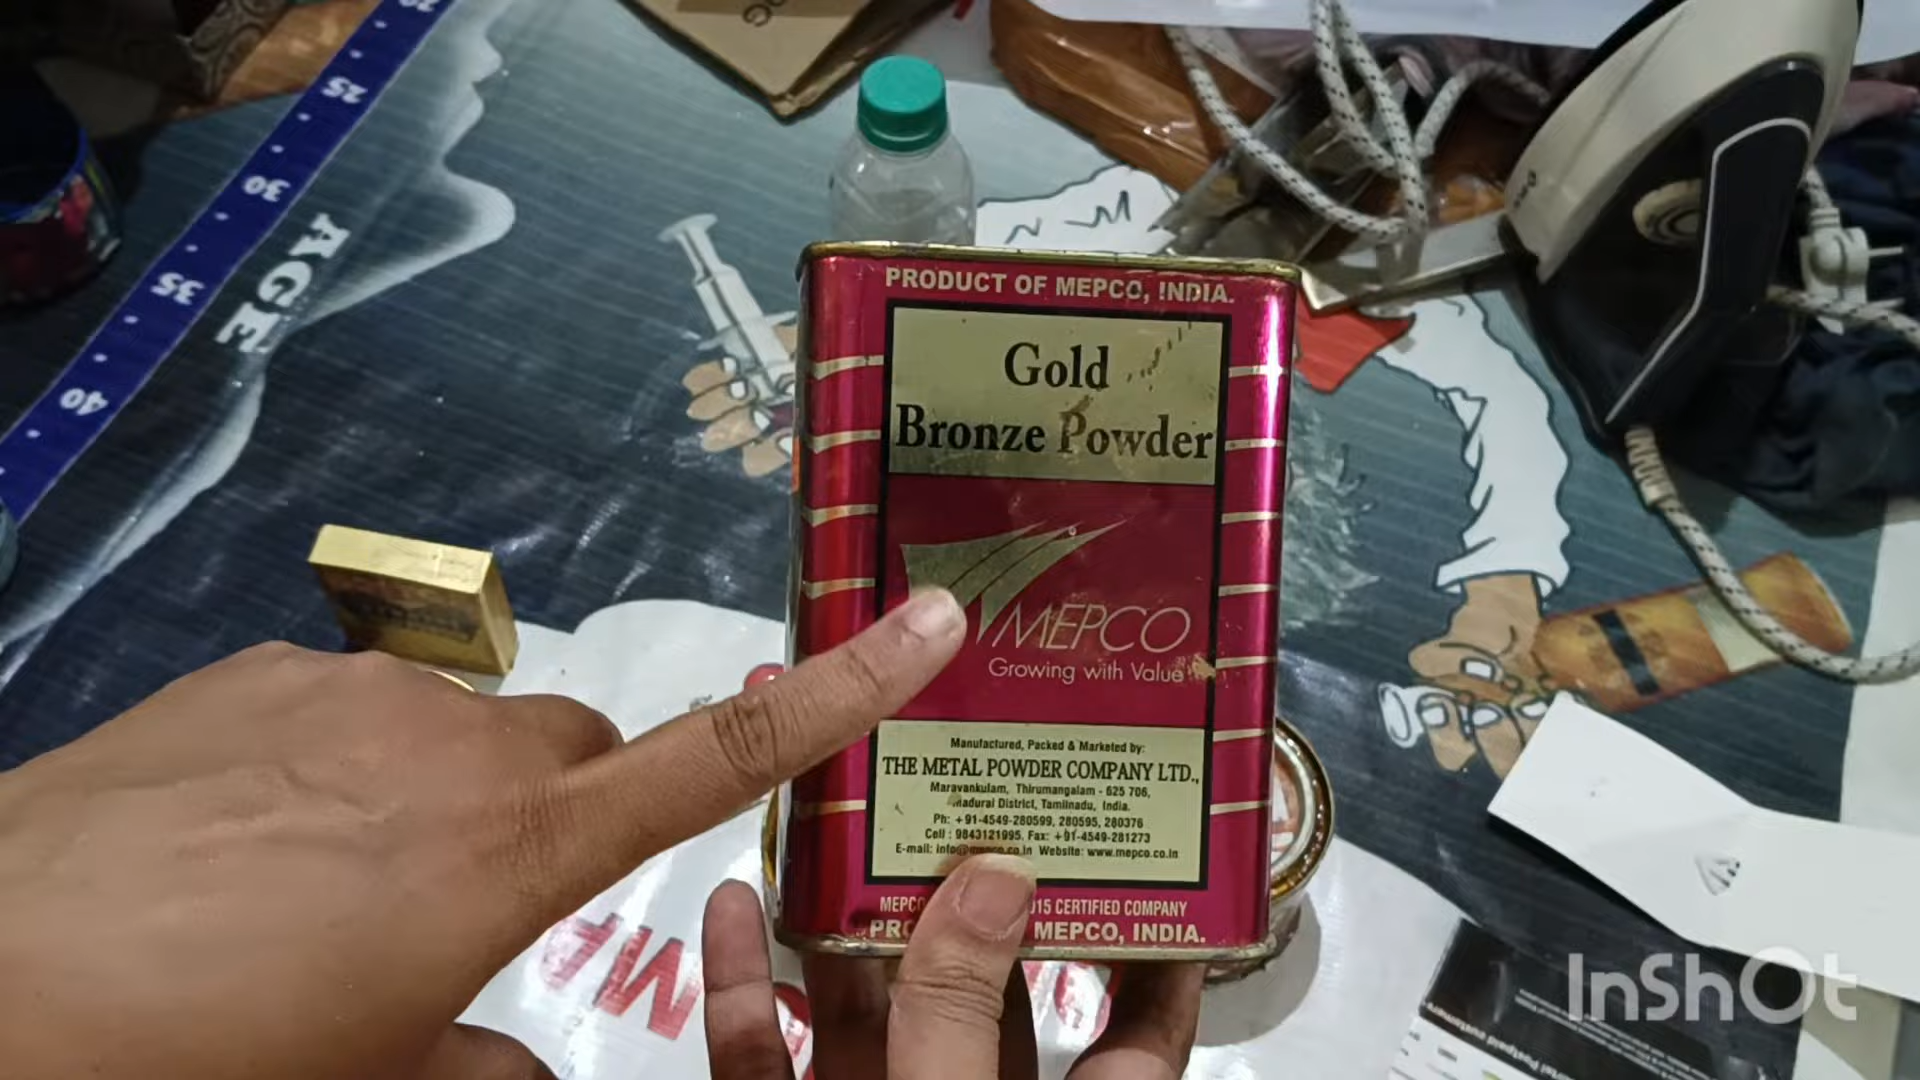 25
30
35
40
AGE
PRODUCT OF MEPCO, INDIA.
Gold
Bronze Powder
MEPCO
Growing with Value
Manufactured, Packed & Marketed by:
THE METAL POWDER COMPANY LTD.,
Maravankulam, Thirumangalam - 625 706,
Madurai District, Tamilnadu, India.
Ph: +91-4549-280599, 280595, 280376
Cell : 9843121995, Fax: +91-4549-281273
E-mail: info@mepco.co.in Website: www.mepco.co.in
MEPCO 015 CERTIFIED COMPANY
MEPCO, INDIA.
InShOt